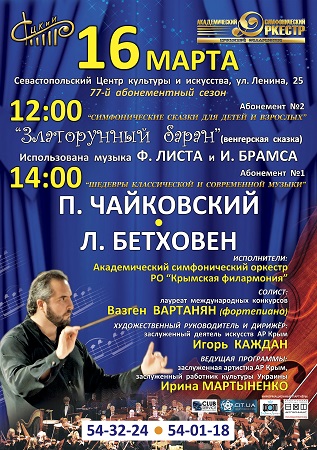 АКАДЕМИЧЕСКИЙ СИМФОНИЧЕСКИЙ
ОРКЕСТР
16 МАРТА
Севастопольский Центр культуры и искусства, ул. Ленина, 25
77-й абонементный сезон
12:00
Абонемент №2
"СИМФОНИЧЕСКИЕ СКАЗКИ ДЛЯ ДЕТЕЙ И ВЗРОСЛЫХ"
"Златорунный баран" (венгерская сказка)
Использована музыка Ф. ЛИСТА и И. БРАМСА
14:00
Абонемент №1
"ШЕДЕВРЫ КЛАССИЧЕСКОЙ И СОВРЕМЕННОЙ МУЗЫКИ"
П. ЧАЙКОВСКИЙ
•
Л. БЕТХОВЕН
ИСПОЛНИТЕЛИ:
Академический симфонический оркестр
РО "Крымская филармония"
СОЛИСТ:
лауреат международных конкурсов
Вазген ВАРТАНЯН (фортепиано)
ХУДОЖЕСТВЕННЫЙ РУКОВОДИТЕЛЬ И ДИРИЖЁР:
заслуженный деятель искусств АР Крым
Игорь КАЖДАН
ВЕДУЩАЯ ПРОГРАММЫ:
заслуженная артистка АР Крым,
заслуженный работник культуры Украины
Ирина МАРТЫНЕНКО
CLUB
CIT.UA
54-32-24 • 54-01-18